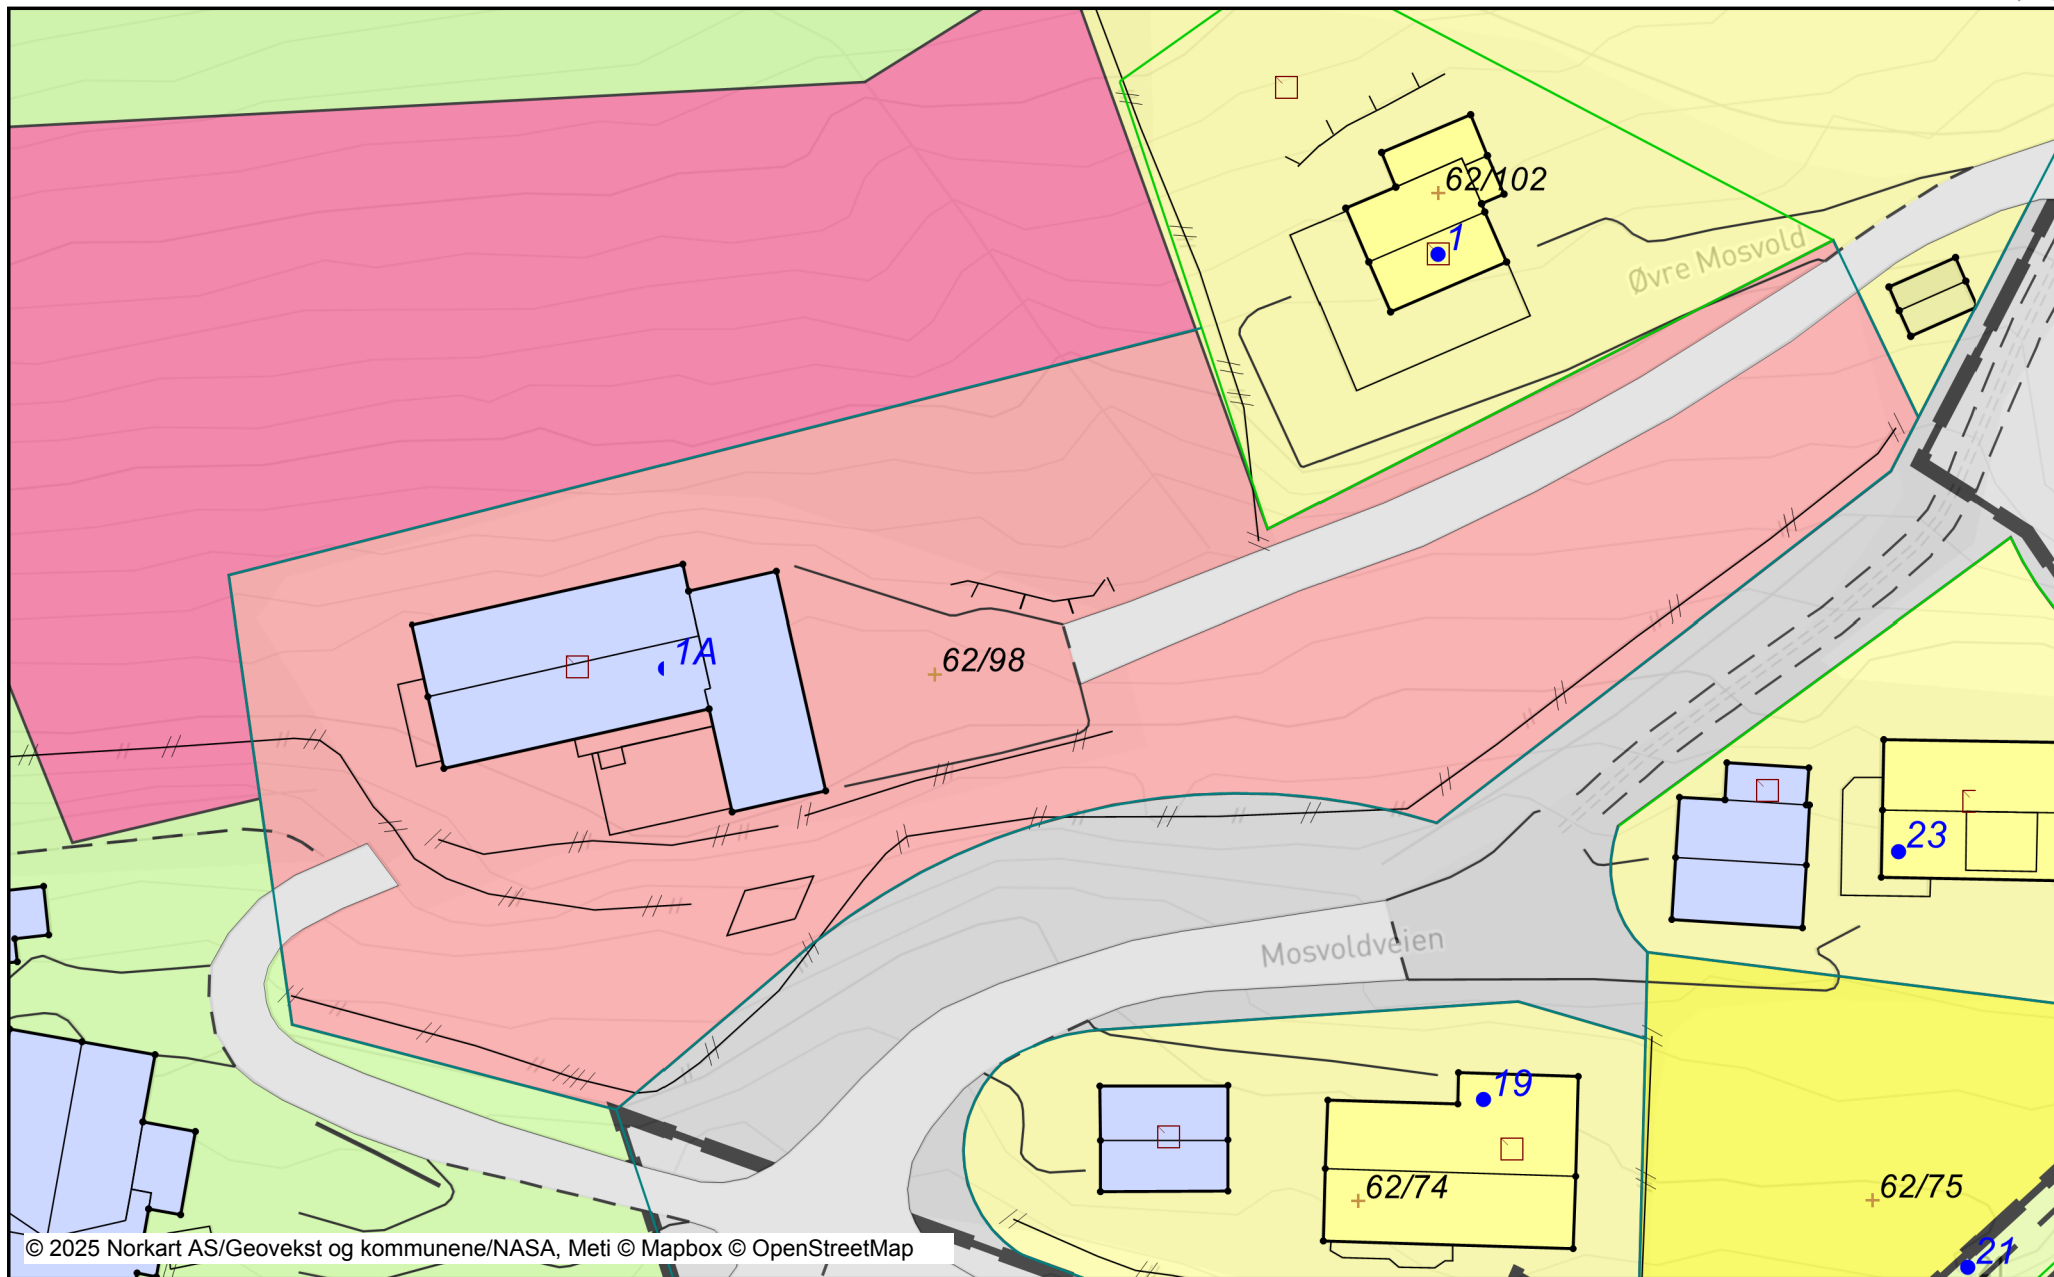 62/102
1
Øvre Mosvold
1A
62/98
23
Mosvoldveien
19
62/74
62/75
21
© 2025 Norkart AS/Geovekst og kommunene/NASA, Meti © Mapbox © OpenStreetMap